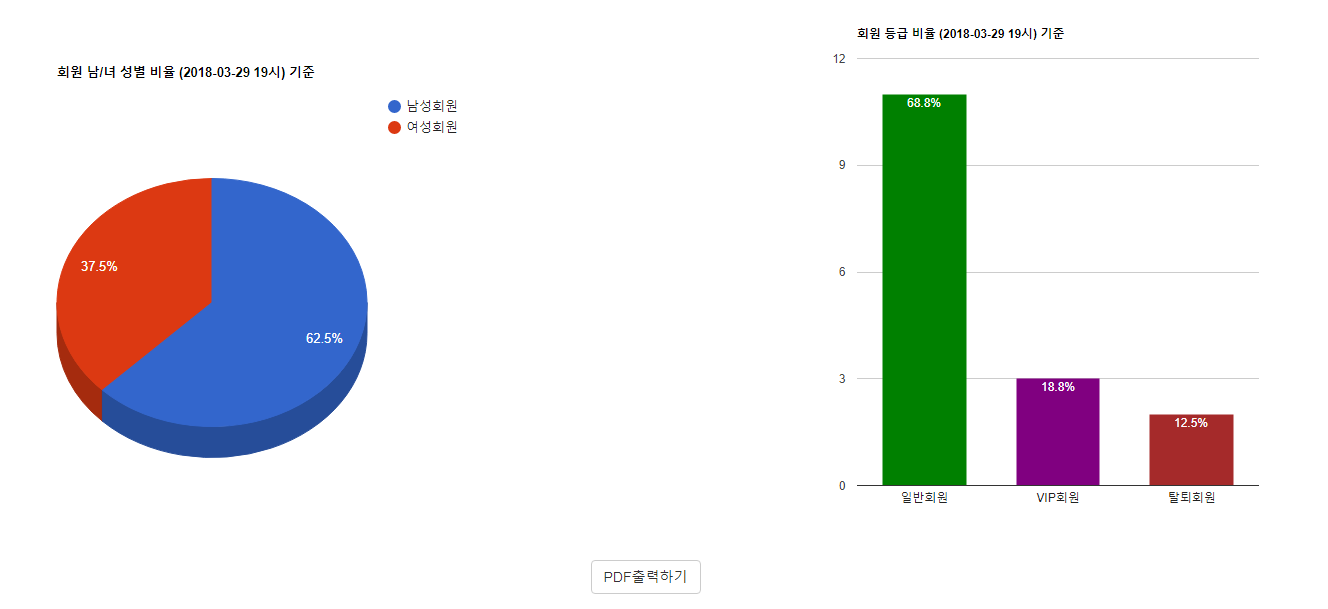 회원 남/녀 성별 비율 (2018-03-29 19시) 기준
남성회원
여성회원
37.5%
62.5%
회원 등급 비율 (2018-03-29 19시) 기준
12
9
6
3
0
68.8%
18.8%
12.5%
일반회원
VIP회원
탈퇴회원
PDF출력하기